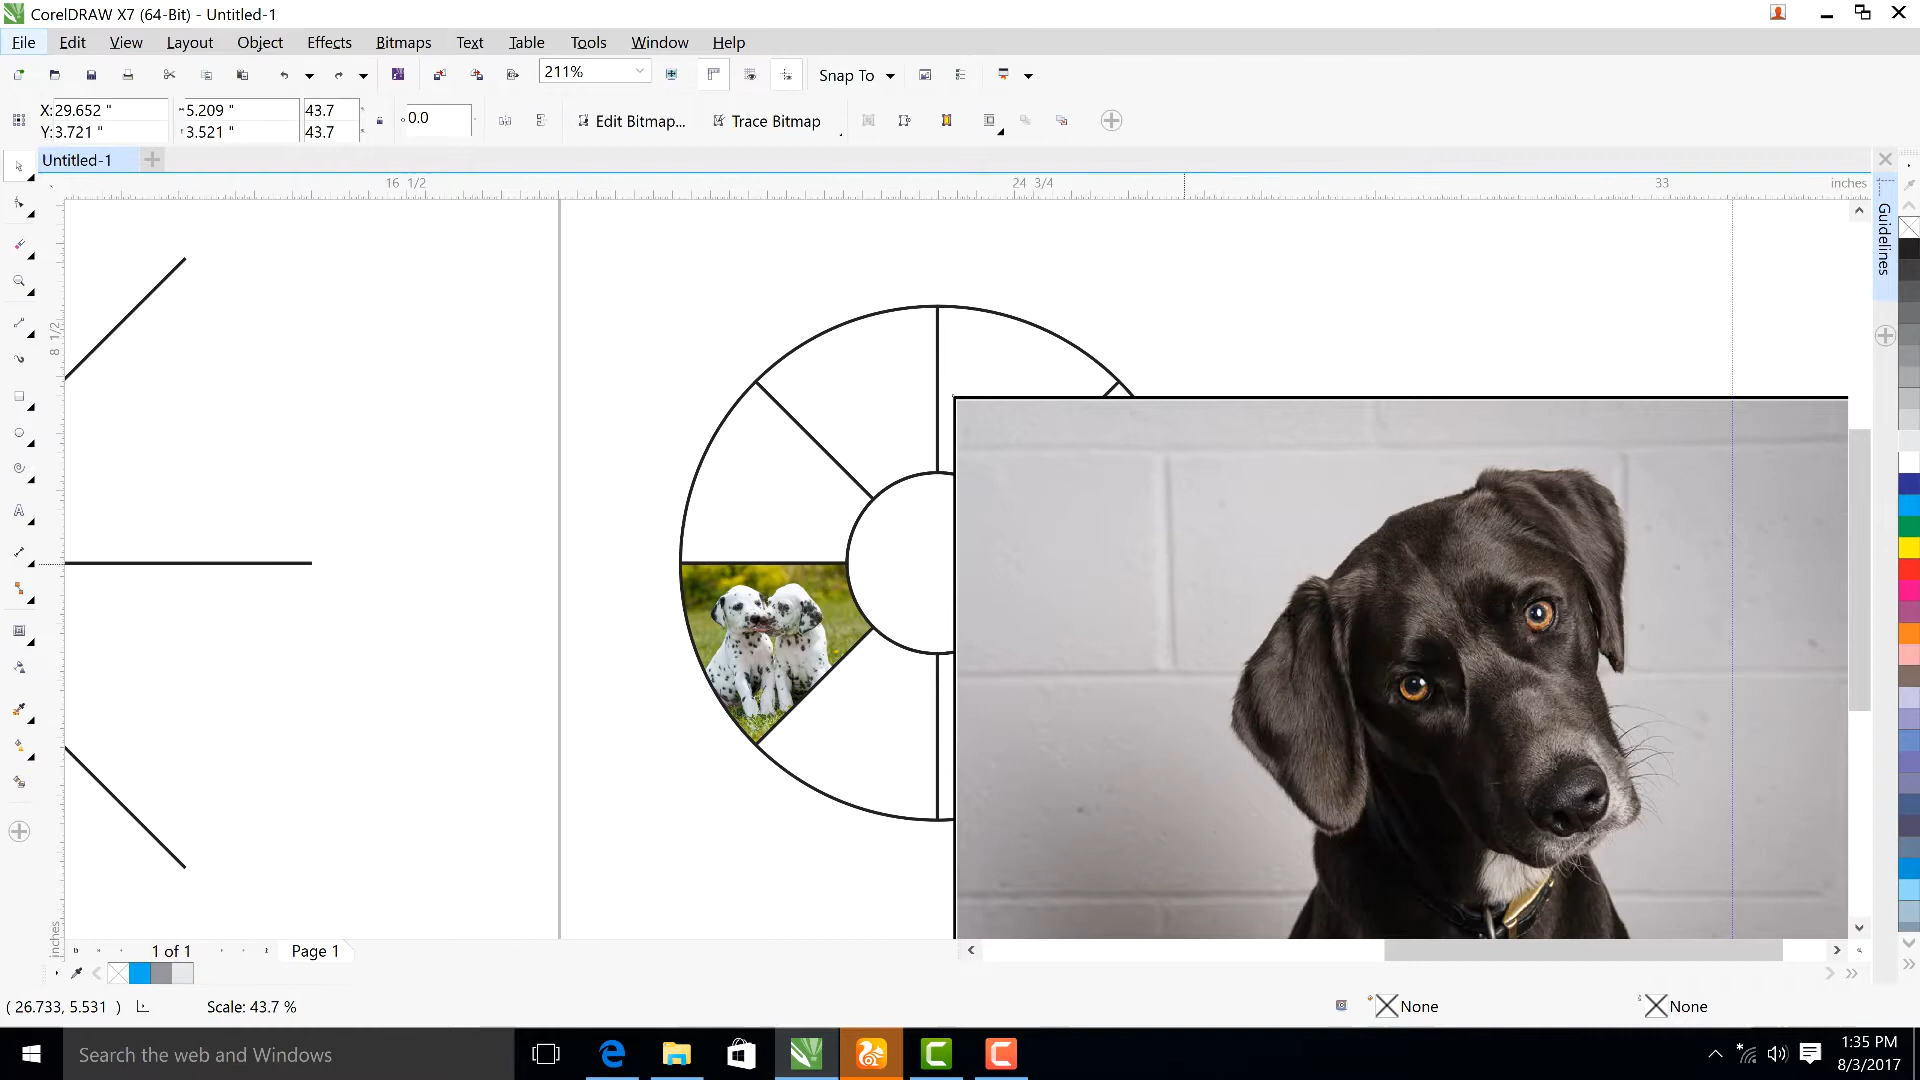 CorelDRAW X7 (64-Bit) - Untitled-1
File Edit View Layout Object Effects Bitmaps Text Table Tools Window Help
211% Snap To
X: 29.652 " 5.209 " 43.7
Y: 3.721 " 3.521 " 43.7
0.0 Edit Bitmap... Trace Bitmap
Untitled-1
16 1/2 24 3/4 33 inches
Guidelines
8 1/2
inches
1 of 1 Page 1
( 26.733, 5.531 ) Scale: 43.7 % None None
Search the web and Windows
1:35 PM
8/3/2017